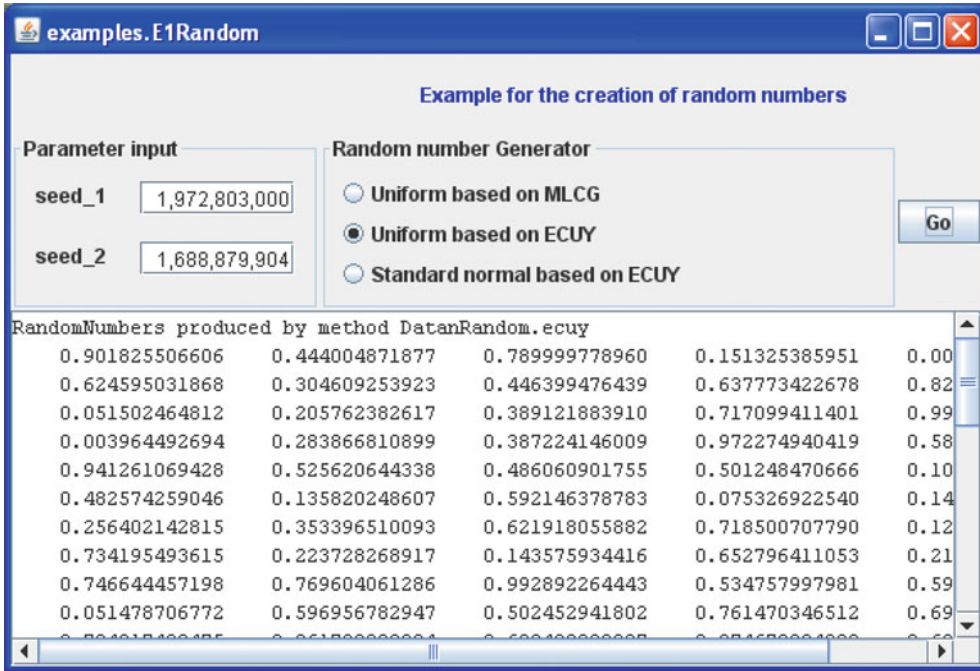 examples.E1Random
Example for the creation of random numbers
Parameter input
Random number Generator
seed_1 1,972,803,000
seed_2 1,688,879,904
Uniform based on MLCG
Uniform based on ECUY
Standard normal based on ECUY
Go
RandomNumbers produced by method DatanRandom.ecuy
0.901825506606 0.444004871877 0.789999778960 0.151325385951 0.00
0.624595031868 0.304609253923 0.446399476439 0.637773422678 0.82
0.051502464812 0.205762382617 0.389121883910 0.717099411401 0.99
0.003964492694 0.283866810899 0.387224146009 0.972274940419 0.58
0.941261069428 0.525620644338 0.486060901755 0.501248470666 0.10
0.482574259046 0.135820248607 0.592146378783 0.075326922540 0.14
0.256402142815 0.353396510093 0.621918055882 0.718500707790 0.12
0.734195493615 0.223728268917 0.143575934416 0.652796411053 0.21
0.746644457198 0.769604061286 0.992892264443 0.534757997981 0.59
0.051478706772 0.596956782947 0.502452941802 0.761470346512 0.69